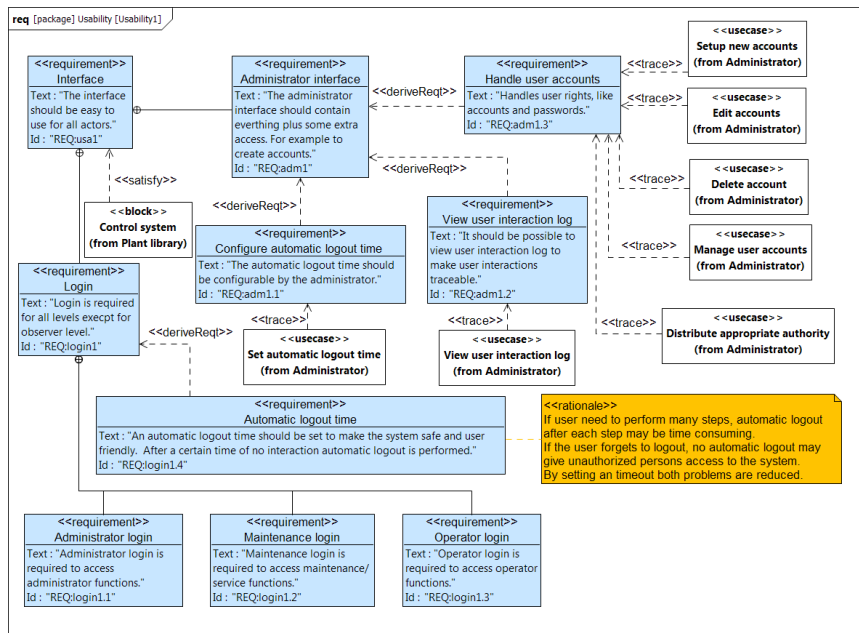 req [package] Usability [Usability1]
<<requirement>>
Interface
Text : "The interface
should be easy to
use for all actors."
Id : "REQ:usa1"
<<requirement>>
Administrator interface
Text : "The administrator
interface should contain
everthing plus some extra
access. For example to
create accounts."
Id : "REQ:adm1"
<<deriveReqt>>
<<requirement>>
Handle user accounts
Text : "Handles user rights, like
accounts and passwords."
Id : "REQ:adm1.3"
<<trace>>
<<usecase>>
Setup new accounts
(from Administrator)
<<trace>>
<<usecase>>
Edit accounts
(from Administrator)
<<trace>>
<<usecase>>
Delete account
(from Administrator)
<<trace>>
<<usecase>>
Manage user accounts
(from Administrator)
<<trace>>
<<usecase>>
Distribute appropriate authority
(from Administrator)
<<satisfy>>
<<block>>
Control system
(from Plant library)
<<deriveReqt>>
<<requirement>>
Configure automatic logout time
Text : "The automatic logout time should
be configurable by the administrator."
Id : "REQ:adm1.1"
<<trace>>
<<usecase>>
Set automatic logout time
(from Administrator)
<<deriveReqt>>
<<requirement>>
View user interaction log
Text : "It should be possible to
view user interaction log to
make user interactions
traceable."
Id : "REQ:adm1.2"
<<trace>>
<<usecase>>
View user interaction log
(from Administrator)
<<requirement>>
Login
Text : "Login is required
for all levels execpt for
observer level."
Id : "REQ:login1"
<<deriveReqt>>
<<requirement>>
Automatic logout time
Text : "An automatic logout time should be set to make the system safe and user
friendly.  After a certain time of no interaction automatic logout is performed."
Id : "REQ:login1.4"
<<rationale>>
If user need to perform many steps, automatic logout
after each step may be time consuming.
If the user forgets to logout, no automatic logout may
give unauthorized persons access to the system.
By setting an timeout both problems are reduced.
<<requirement>>
Administrator login
Text : "Administrator login is
required to access
administrator functions."
Id : "REQ:login1.1"
<<requirement>>
Maintenance login
Text : "Maintenance login is
required to access maintenance/
service functions."
Id : "REQ:login1.2"
<<requirement>>
Operator login
Text : "Operator login is
required to access operator
functions."
Id : "REQ:login1.3"